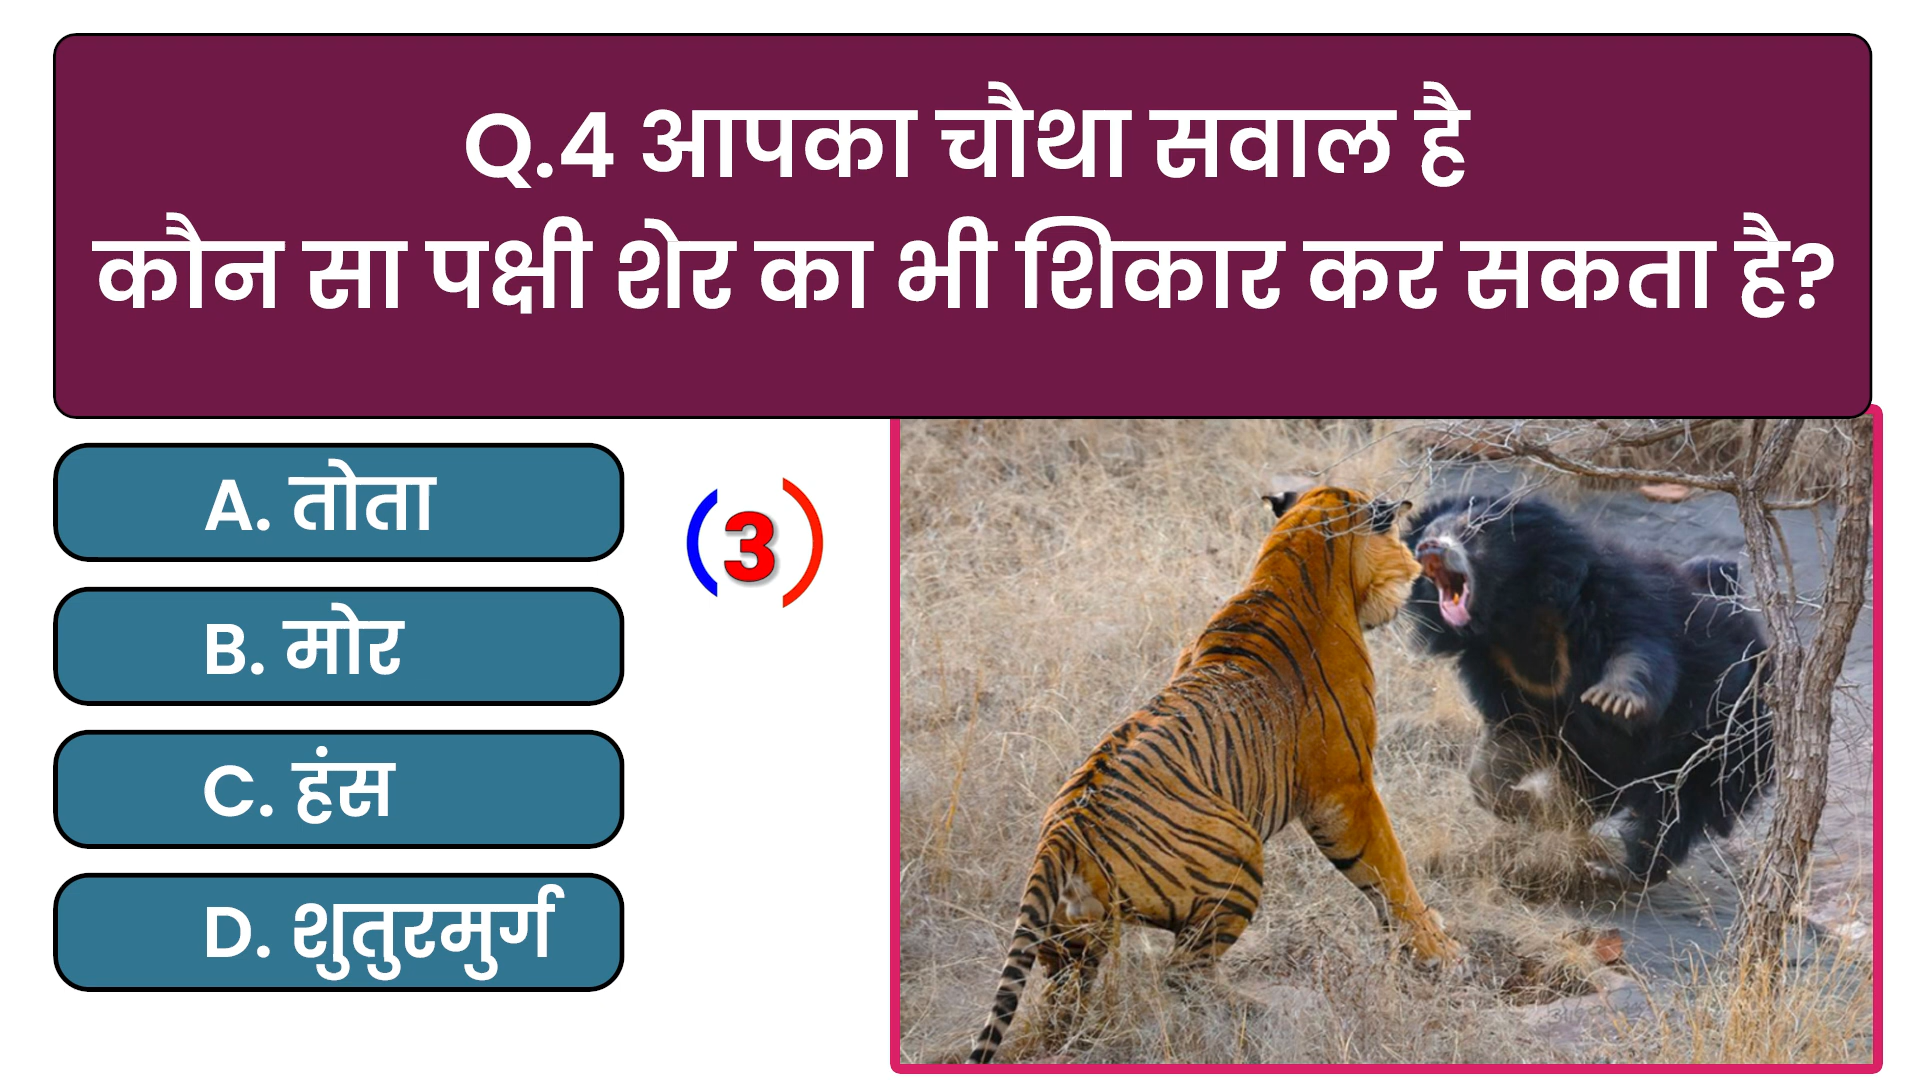 Q.4 आपका चौथा सवाल है
कौन सा पक्षी शेर का भी शिकार कर सकता है?
A. तोता
3
B. मोर
C. हंस
D. शुतुरमुर्ग